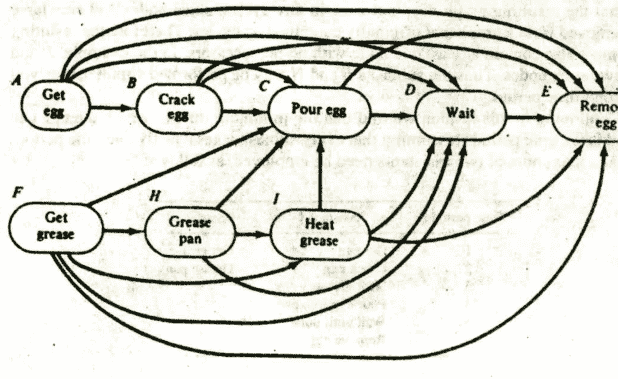 A
Get
egg
B
Crack
egg
C
Pour egg
D
Wait
E
Remo
egg
F
Get
grease
H
Grease
pan
I
Heat
grease